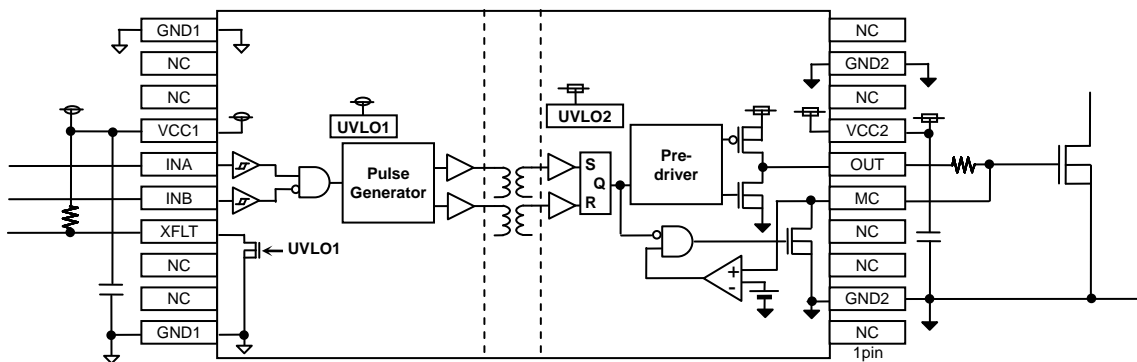 GND1
NC
NC
VCC1
INA
INB
XFLT
NC
NC
GND1
UVLO1
Pulse
Generator
UVLO1
UVLO2
S
Q
R
Pre-
driver
+
-
NC
GND2
NC
VCC2
OUT
MC
NC
NC
GND2
NC
1pin